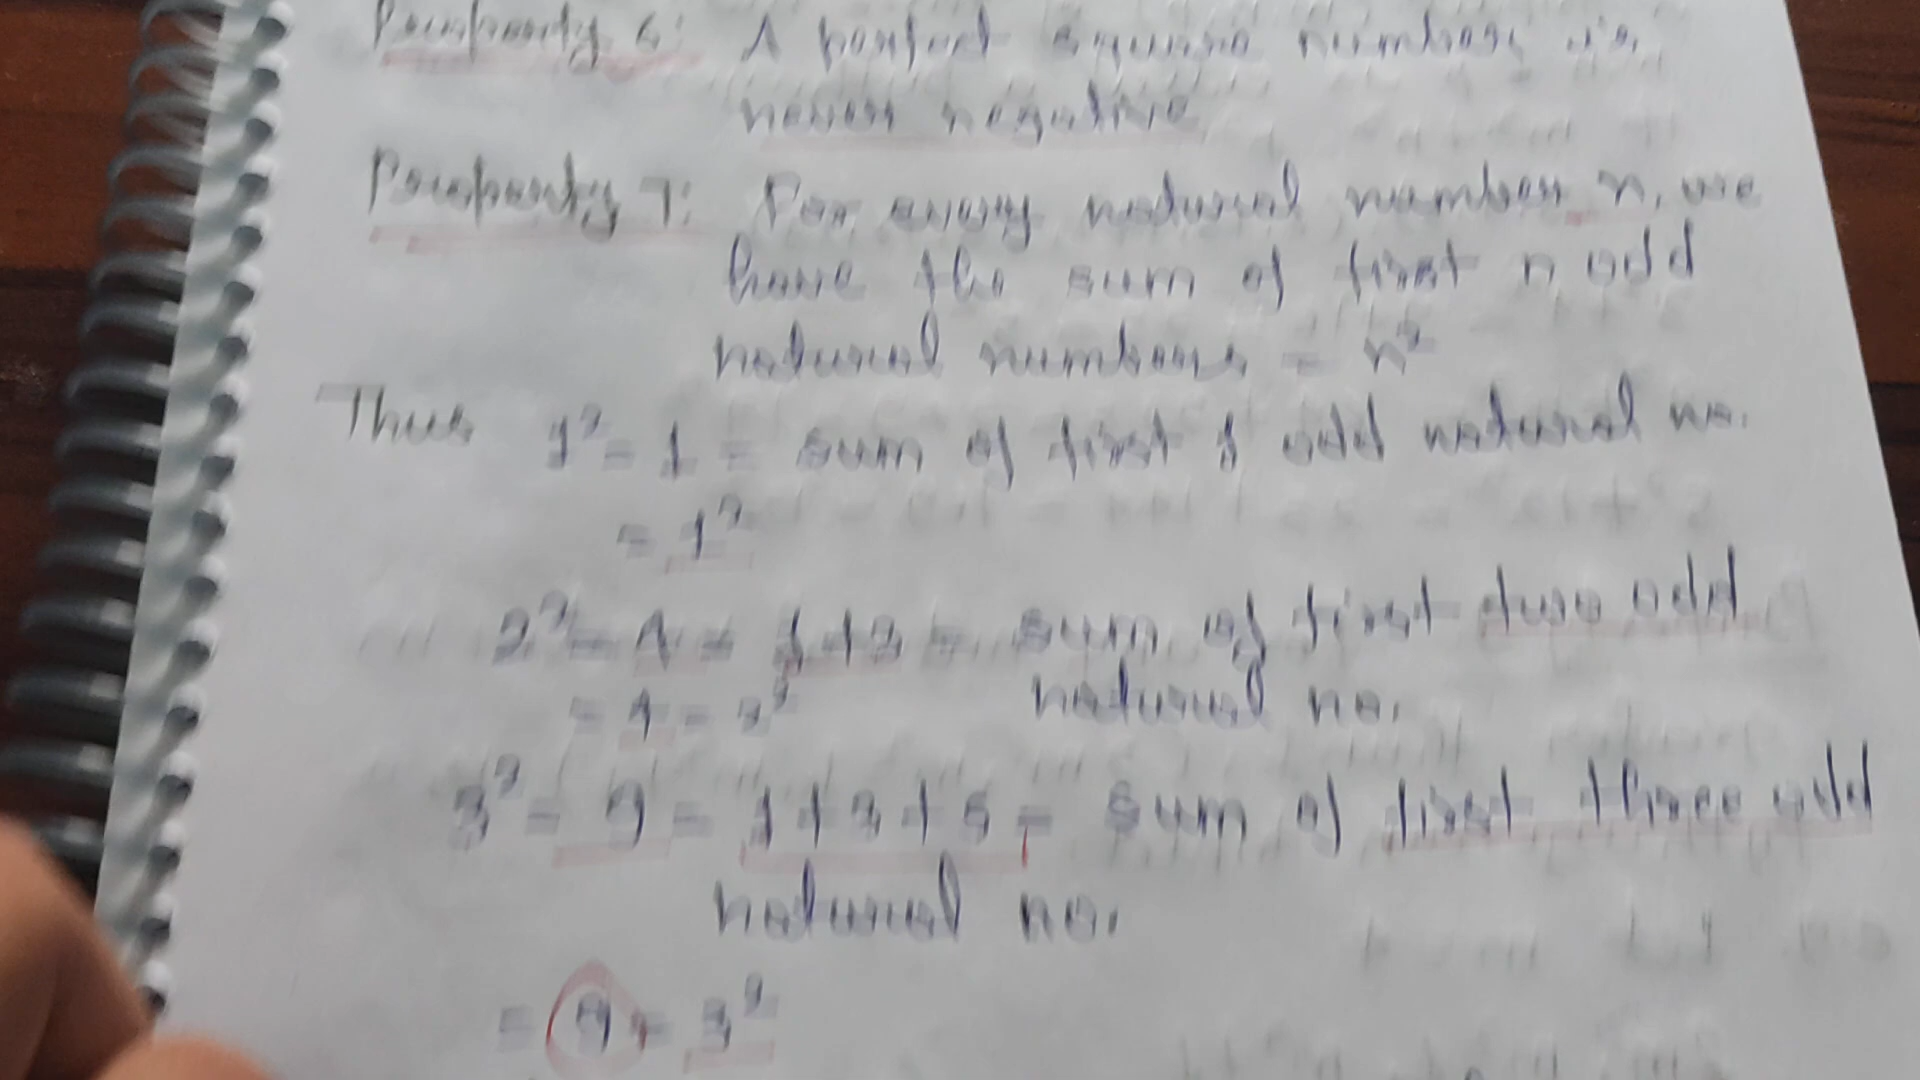 Property 6: A perfect square number is
never negative
Property 7: For every natural number n, we
have the sum of first n odd
natural numbers = n²
Thus 1² = 1 = sum of first 1 odd natural no.
= 1²
2² = 4 = 1+3 = sum of first two odd
= 4 = 2² natural no.
3² = 9 = 1+3+5 = sum of first three odd
natural no.
= 9 = 3²